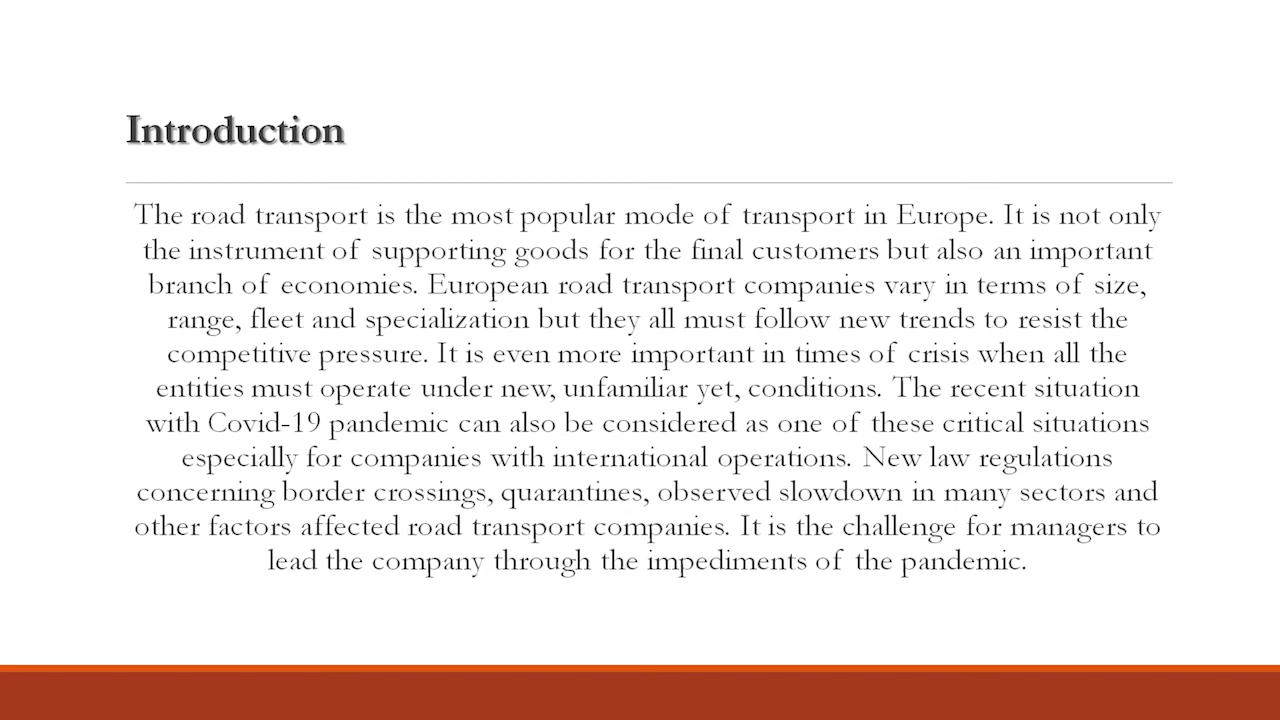 Introduction
The road transport is the most popular mode of transport in Europe. It is not only
the instrument of supporting goods for the final customers but also an important
branch of economies. European road transport companies vary in terms of size,
range, fleet and specialization but they all must follow new trends to resist the
competitive pressure. It is even more important in times of crisis when all the
entities must operate under new, unfamiliar yet, conditions. The recent situation
with Covid-19 pandemic can also be considered as one of these critical situations
especially for companies with international operations. New law regulations
concerning border crossings, quarantines, observed slowdown in many sectors and
other factors affected road transport companies. It is the challenge for managers to
lead the company through the impediments of the pandemic.